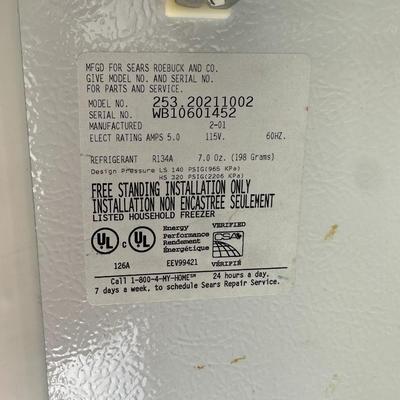 MFGD FOR SEARS ROEBUCK AND CO.
GIVE MODEL NO. AND SERIAL NO.
FOR PARTS AND SERVICE.
MODEL NO. 253.20211002
SERIAL NO. WB10601452
MANUFACTURED 2-01
ELECT RATING AMPS 5.0 115V. 60HZ.
REFRIGERANT R134A 7.0 Oz. (198 Grams)
Design Pressure LS 140 PSIG(965 KPa)
HS 320 PSIG(2206 KPa)
FREE STANDING INSTALLATION ONLY
INSTALLATION NON ENCASTREE SEULEMENT
LISTED HOUSEHOLD FREEZER
UL c UL Energy Performance VERIFIED
Rendement Énergétique CSA VÉRIFIÉ
126A EEV99421
Call 1-800-4-MY-HOME℠ 24 hours a day.
7 days a week, to schedule Sears Repair Service.